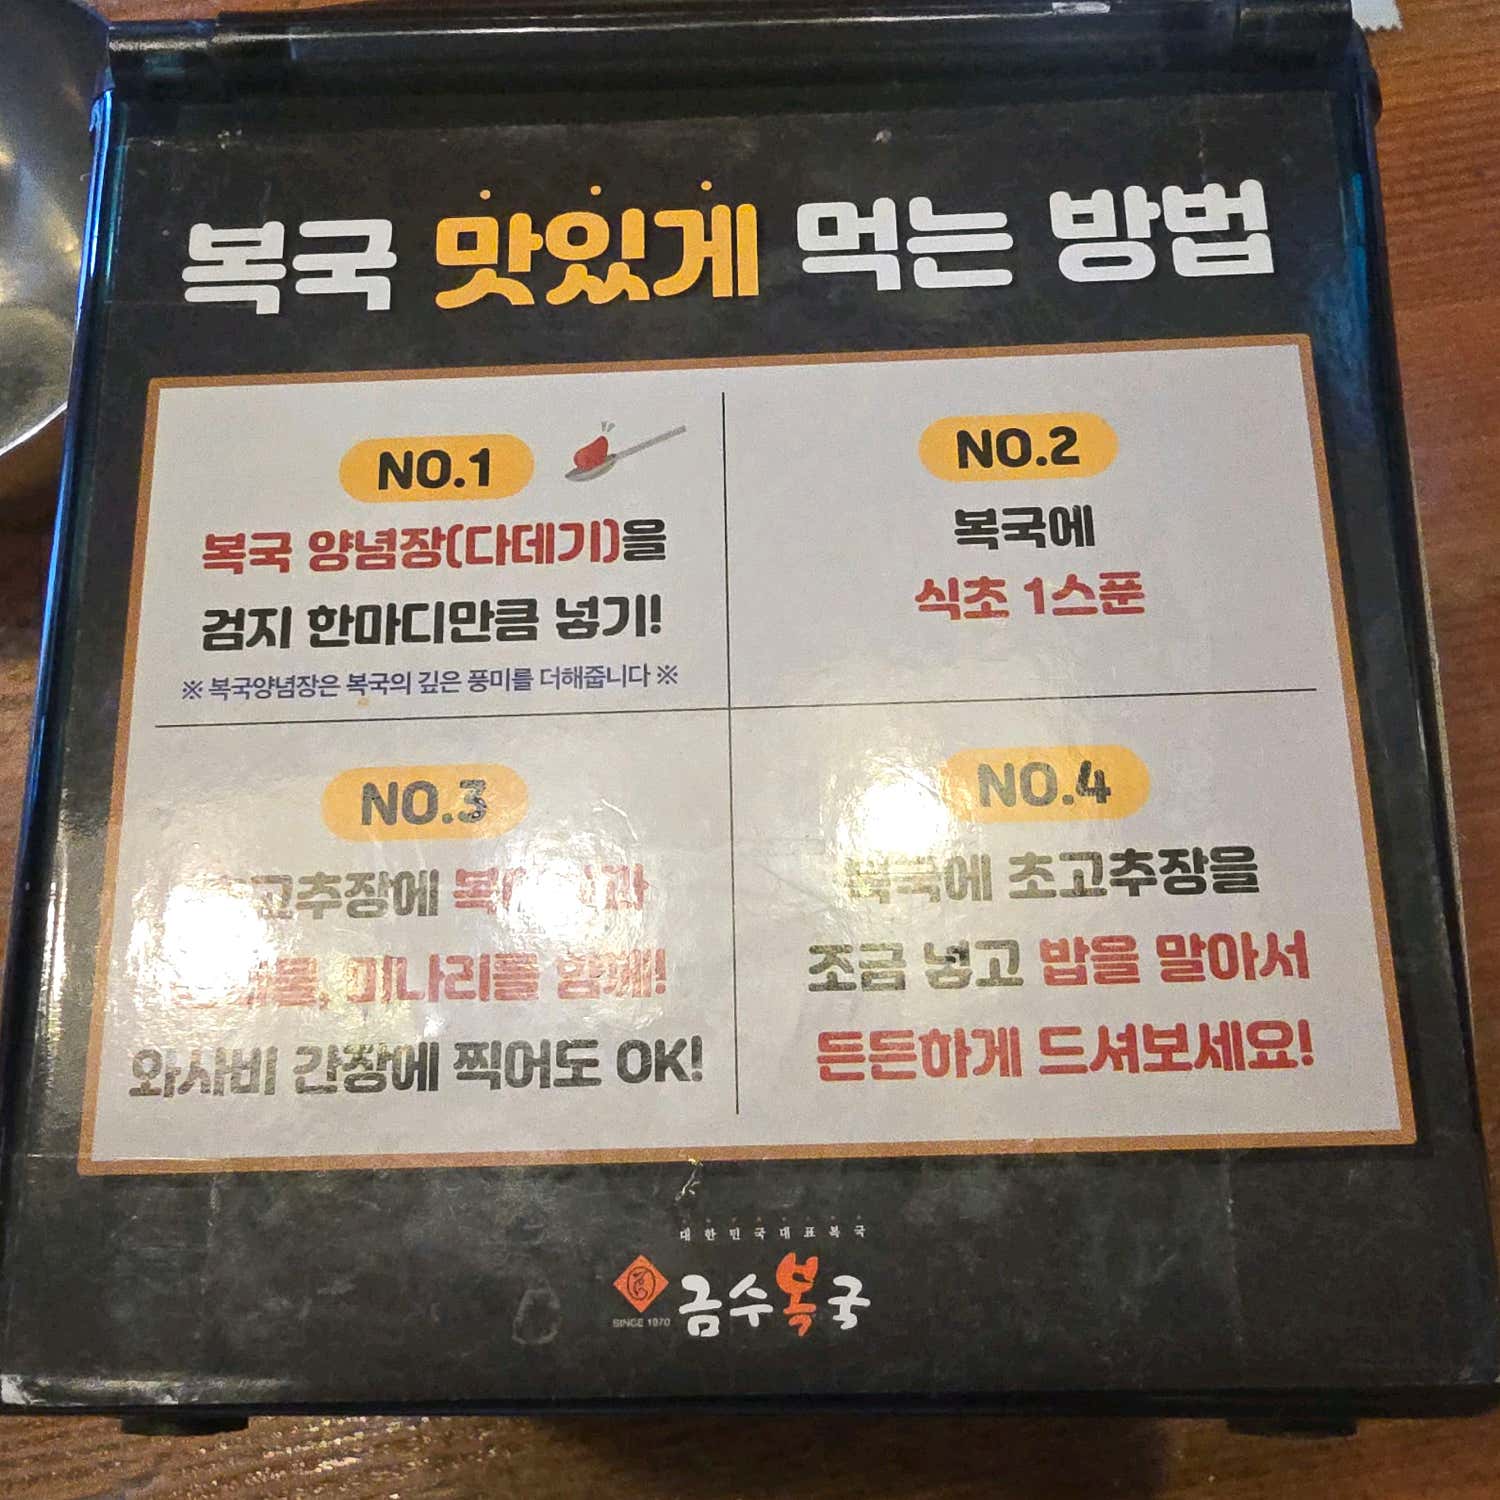 복국 맛있게 먹는 방법
NO.1
복국 양념장(다데기)을
검지 한마디만큼 넣기!
※ 복국양념장은 복국의 깊은 풍미를 더해줍니다 ※
NO.2
복국에
식초 1스푼
NO.3
미나리를 함께!
와사비 간장에 찍어도 OK!
NO.4
복국에 초고추장을
조금 넣고 밥을 말아서
든든하게 드셔보세요!
대한민국대표복국
금수복국
SINCE 1970